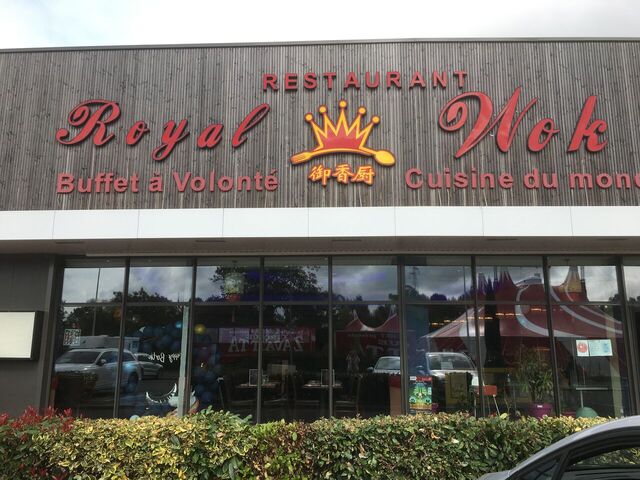 RESTAURANT
Royal Wok
Buffet à Volonté
御香厨
Cuisine du mon